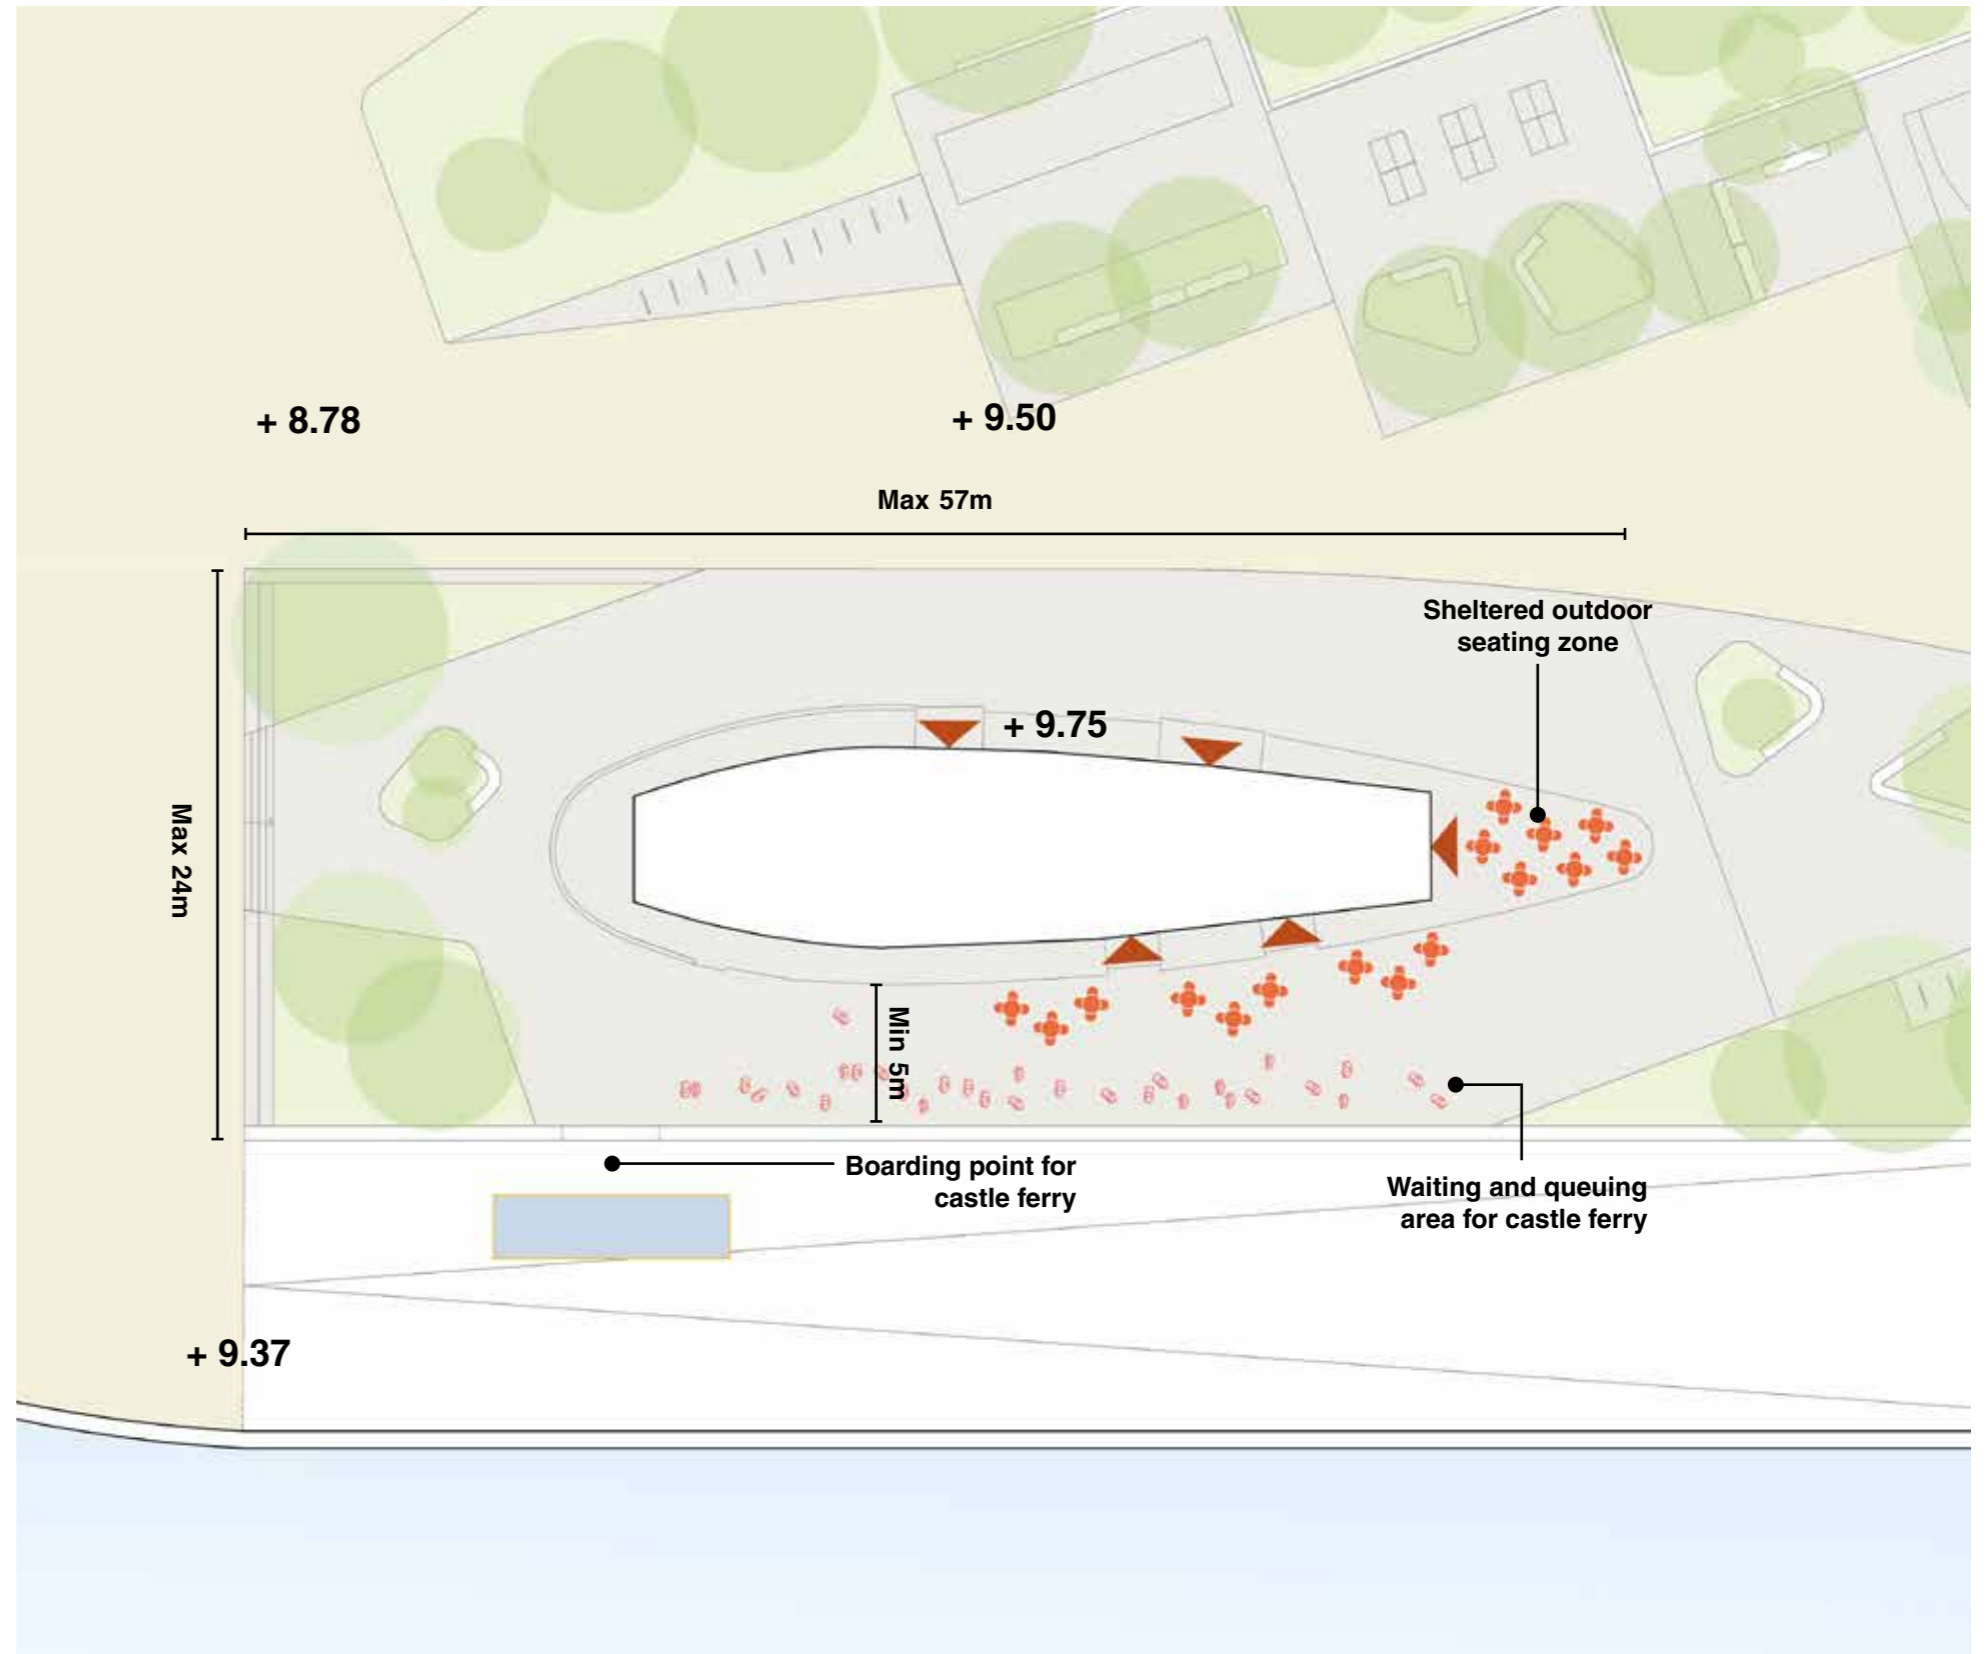 + 8.78
+ 9.50
Max 57m
Sheltered outdoor
seating zone
+ 9.75
Max 24m
Min 5m
Boarding point for
castle ferry
Waiting and queuing
area for castle ferry
+ 9.37